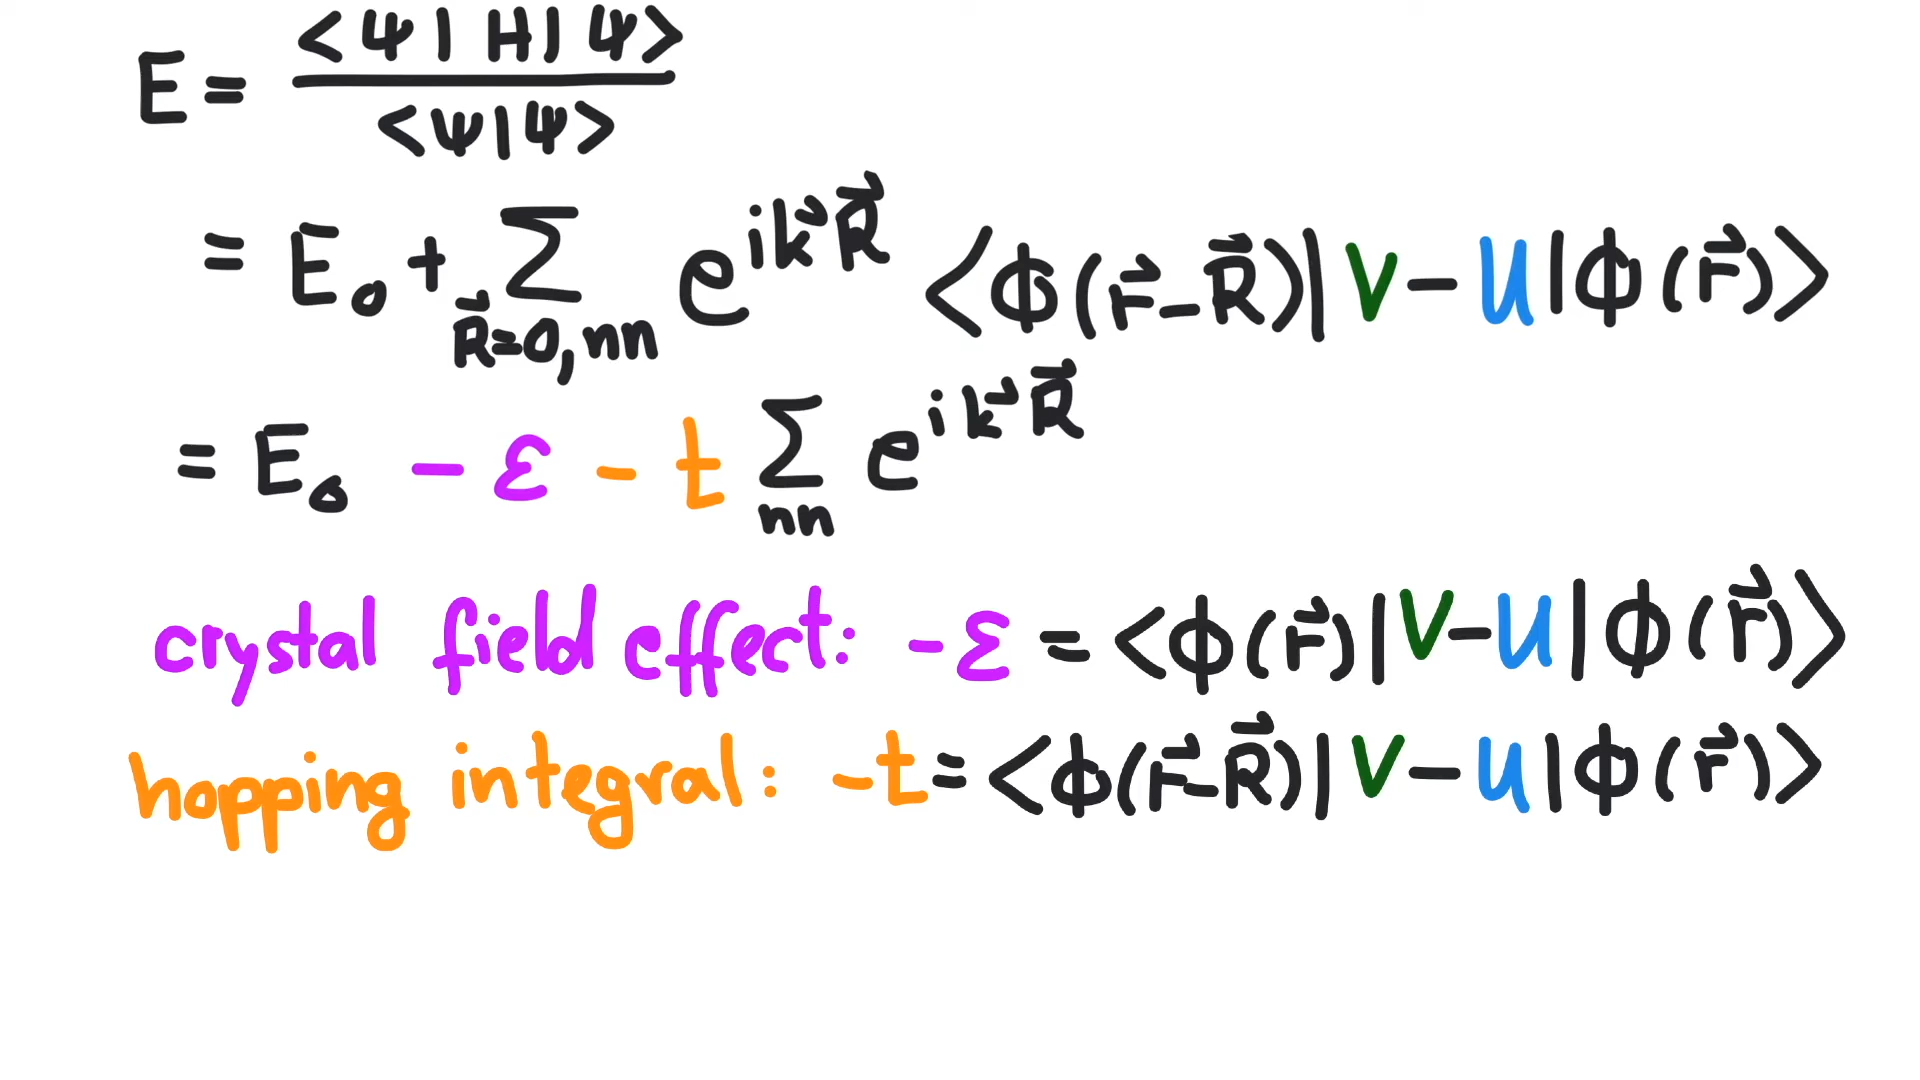 E = <ψ|H|ψ> / <ψ|ψ>
= E₀ + Σ_{R⃗=0,nn} e^{ik⃗R⃗} <ϕ(r⃗-R⃗)|V-U|ϕ(r⃗)>
= E₀ - ε - t Σ_{nn} e^{ik⃗R⃗}
crystal field effect: -ε = <ϕ(r⃗)|V-U|ϕ(r⃗)>
hopping integral: -t = <ϕ(r⃗-R⃗)|V-U|ϕ(r⃗)>